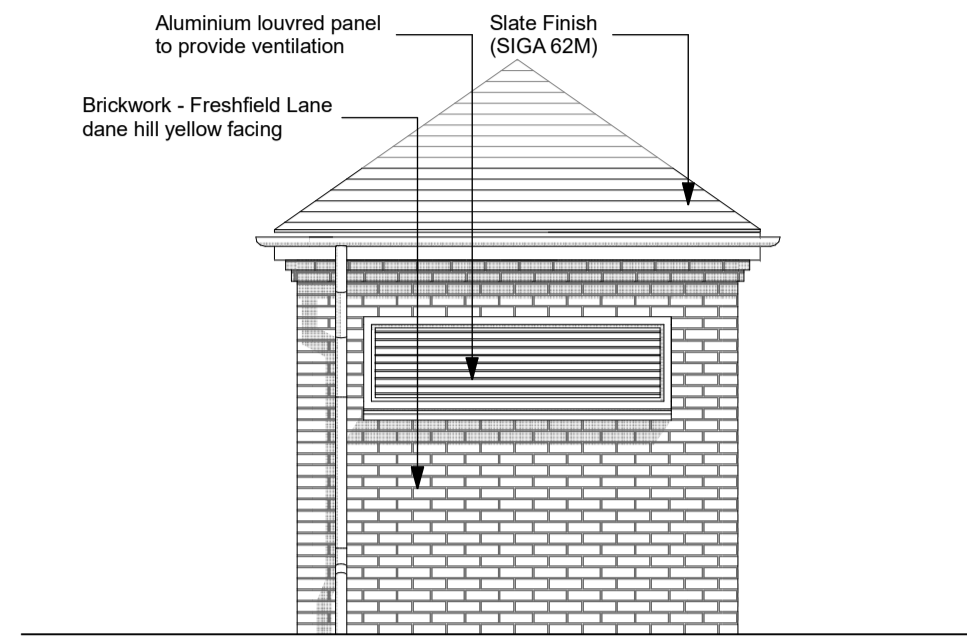 Aluminium louvred panel
to provide ventilation
Slate Finish
(SIGA 62M)
Brickwork - Freshfield Lane
dane hill yellow facing